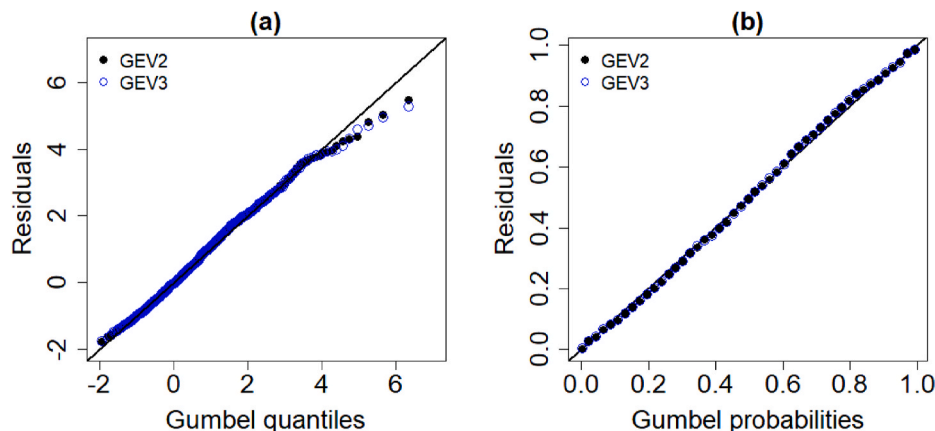 (a)
GEV2
GEV3
Residuals
6
4
2
0
-2
-2 0 2 4 6
Gumbel quantiles
(b)
GEV2
GEV3
Residuals
1.0
0.8
0.6
0.4
0.2
0.0
0.0 0.2 0.4 0.6 0.8 1.0
Gumbel probabilities